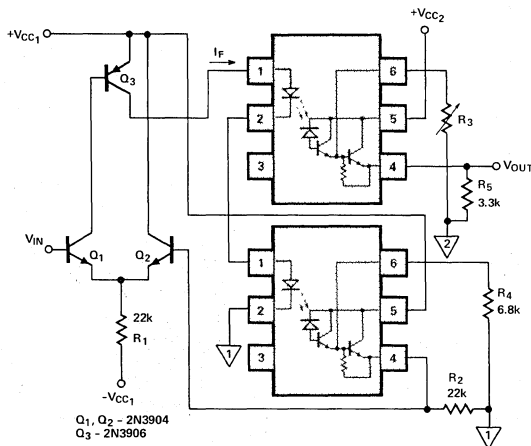 +VCC1
+VCC2
IF
Q3
1
2
3
6
5
4
R3
VOUT
R5
3.3k
2
VIN
Q1
Q2
1
2
3
6
5
4
R4
6.8k
22k
R1
1
R2
22k
1
-VCC1
Q1, Q2 - 2N3904
Q3 - 2N3906